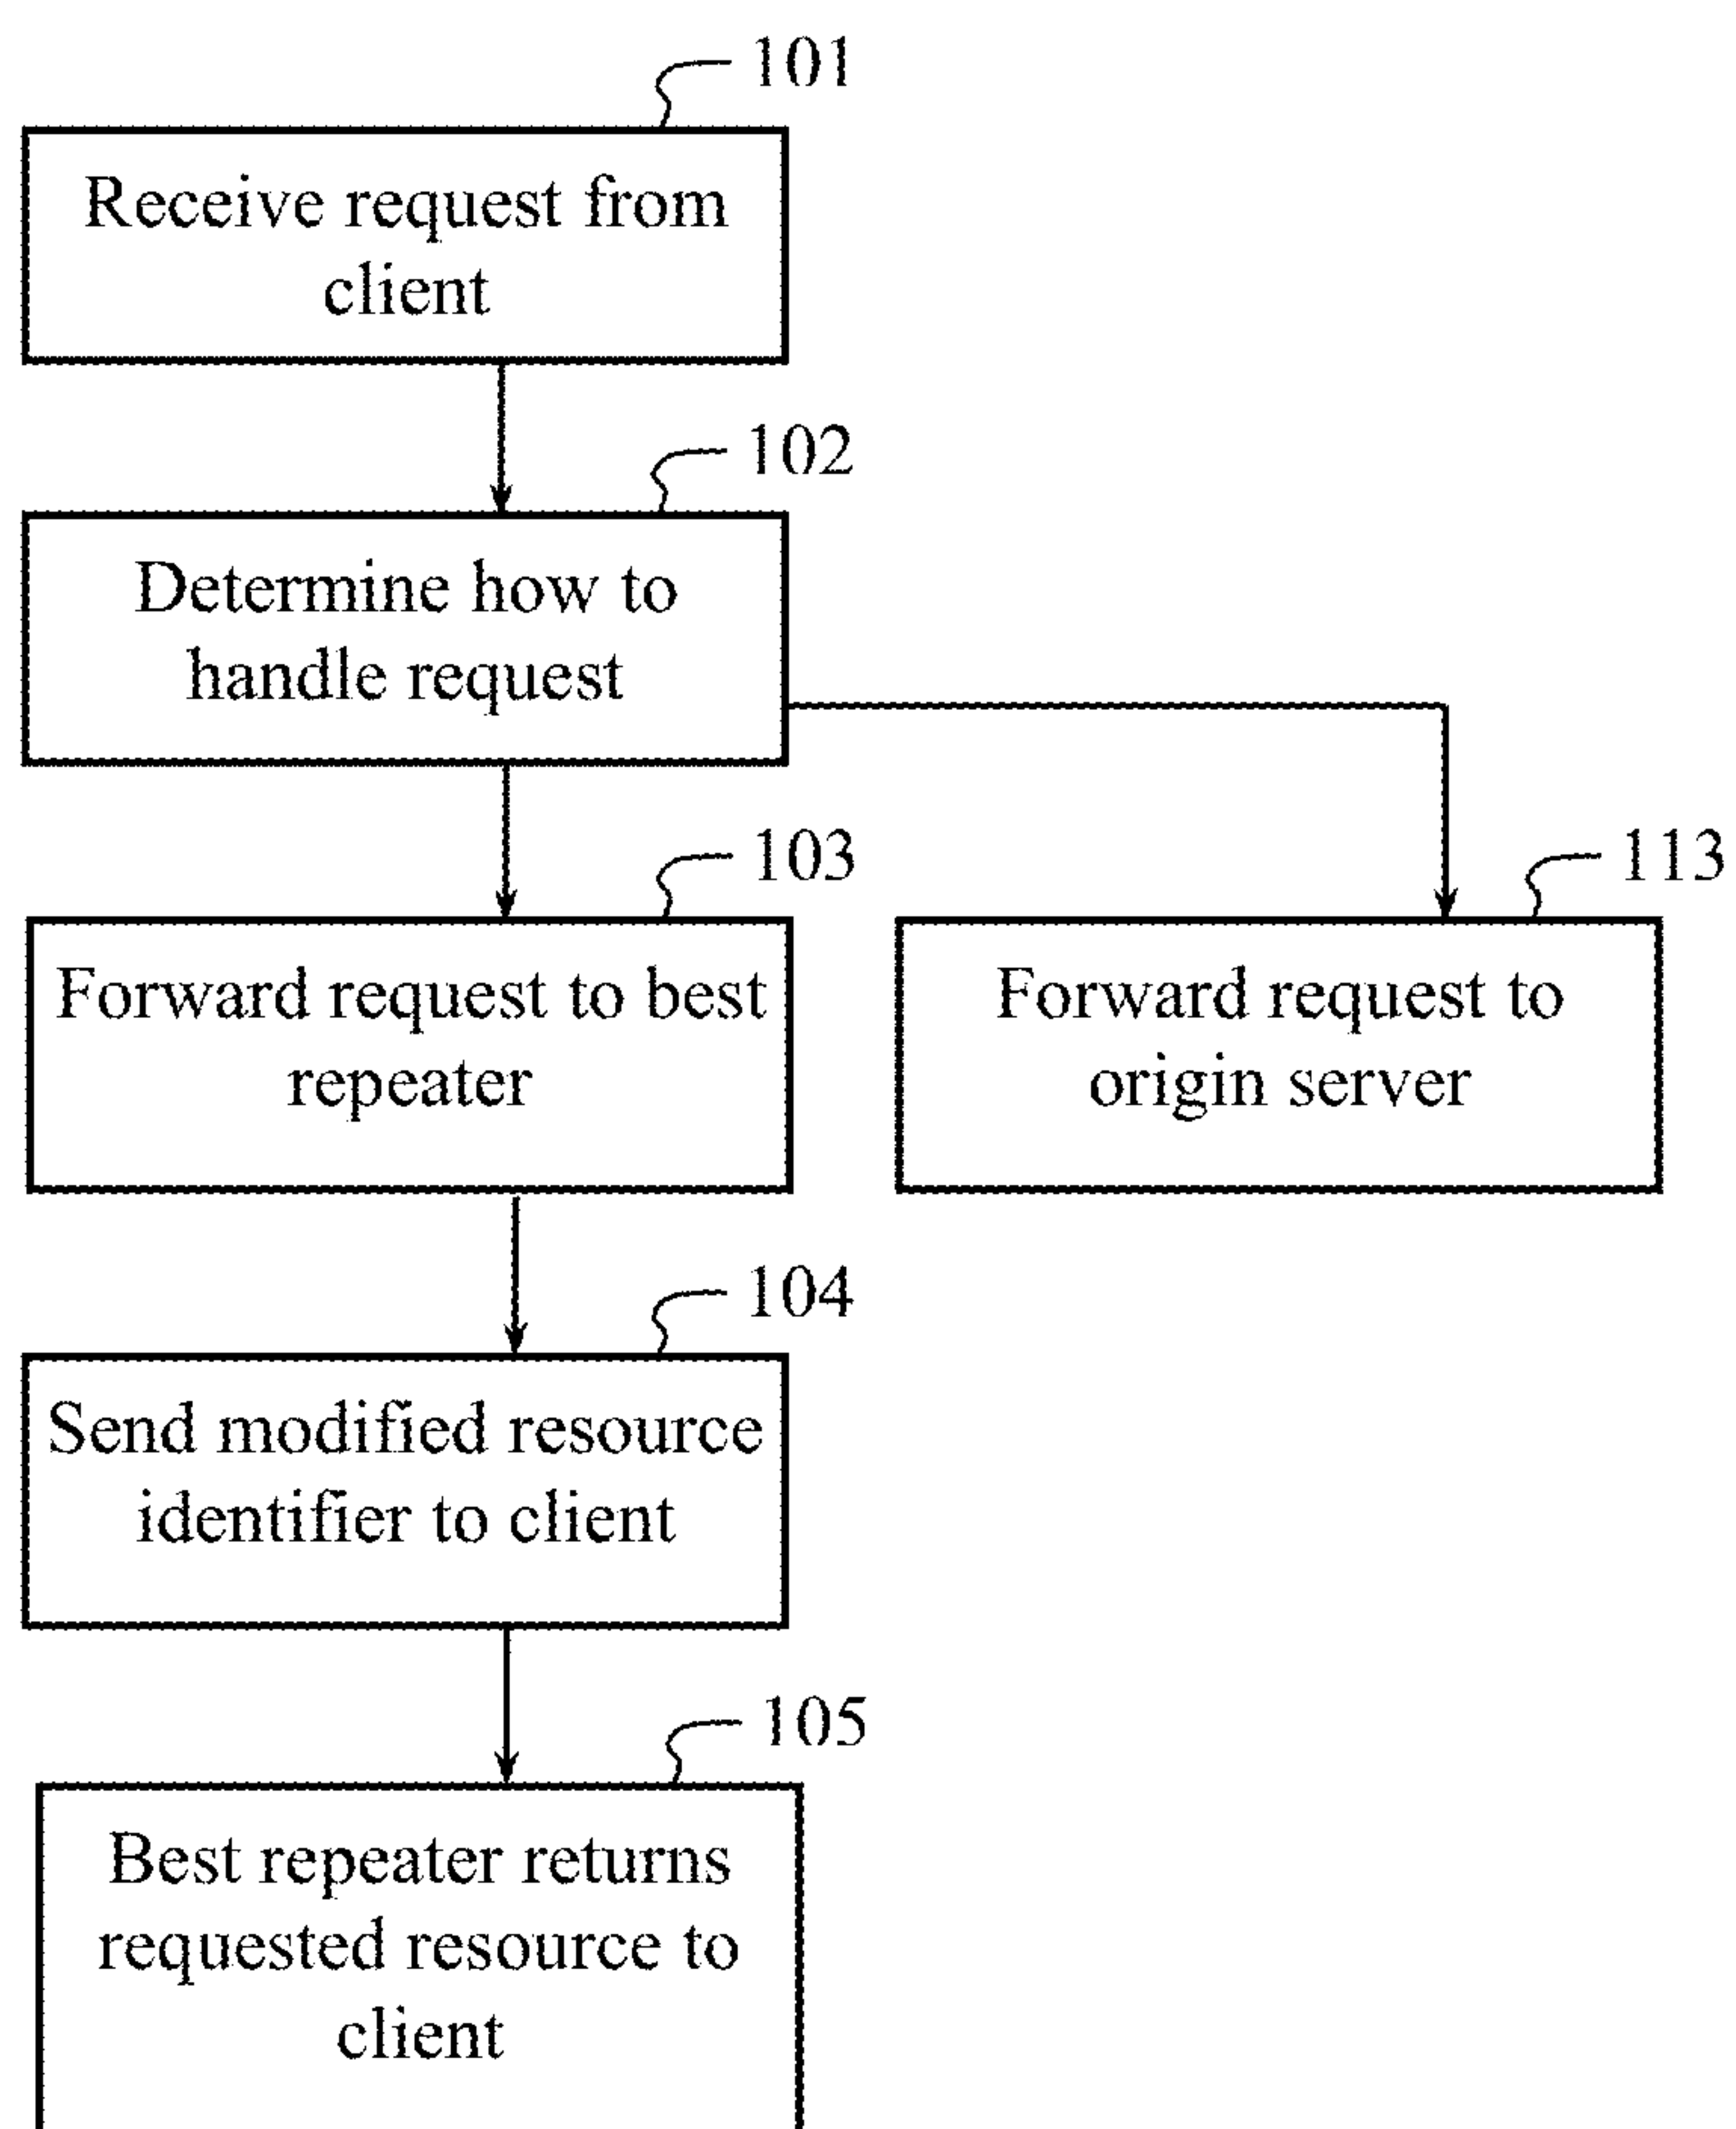 101
Receive request from
client
102
Determine how to
handle request
103
Forward request to best
repeater
113
Forward request to
origin server
104
Send modified resource
identifier to client
105
Best repeater returns
requested resource to
client